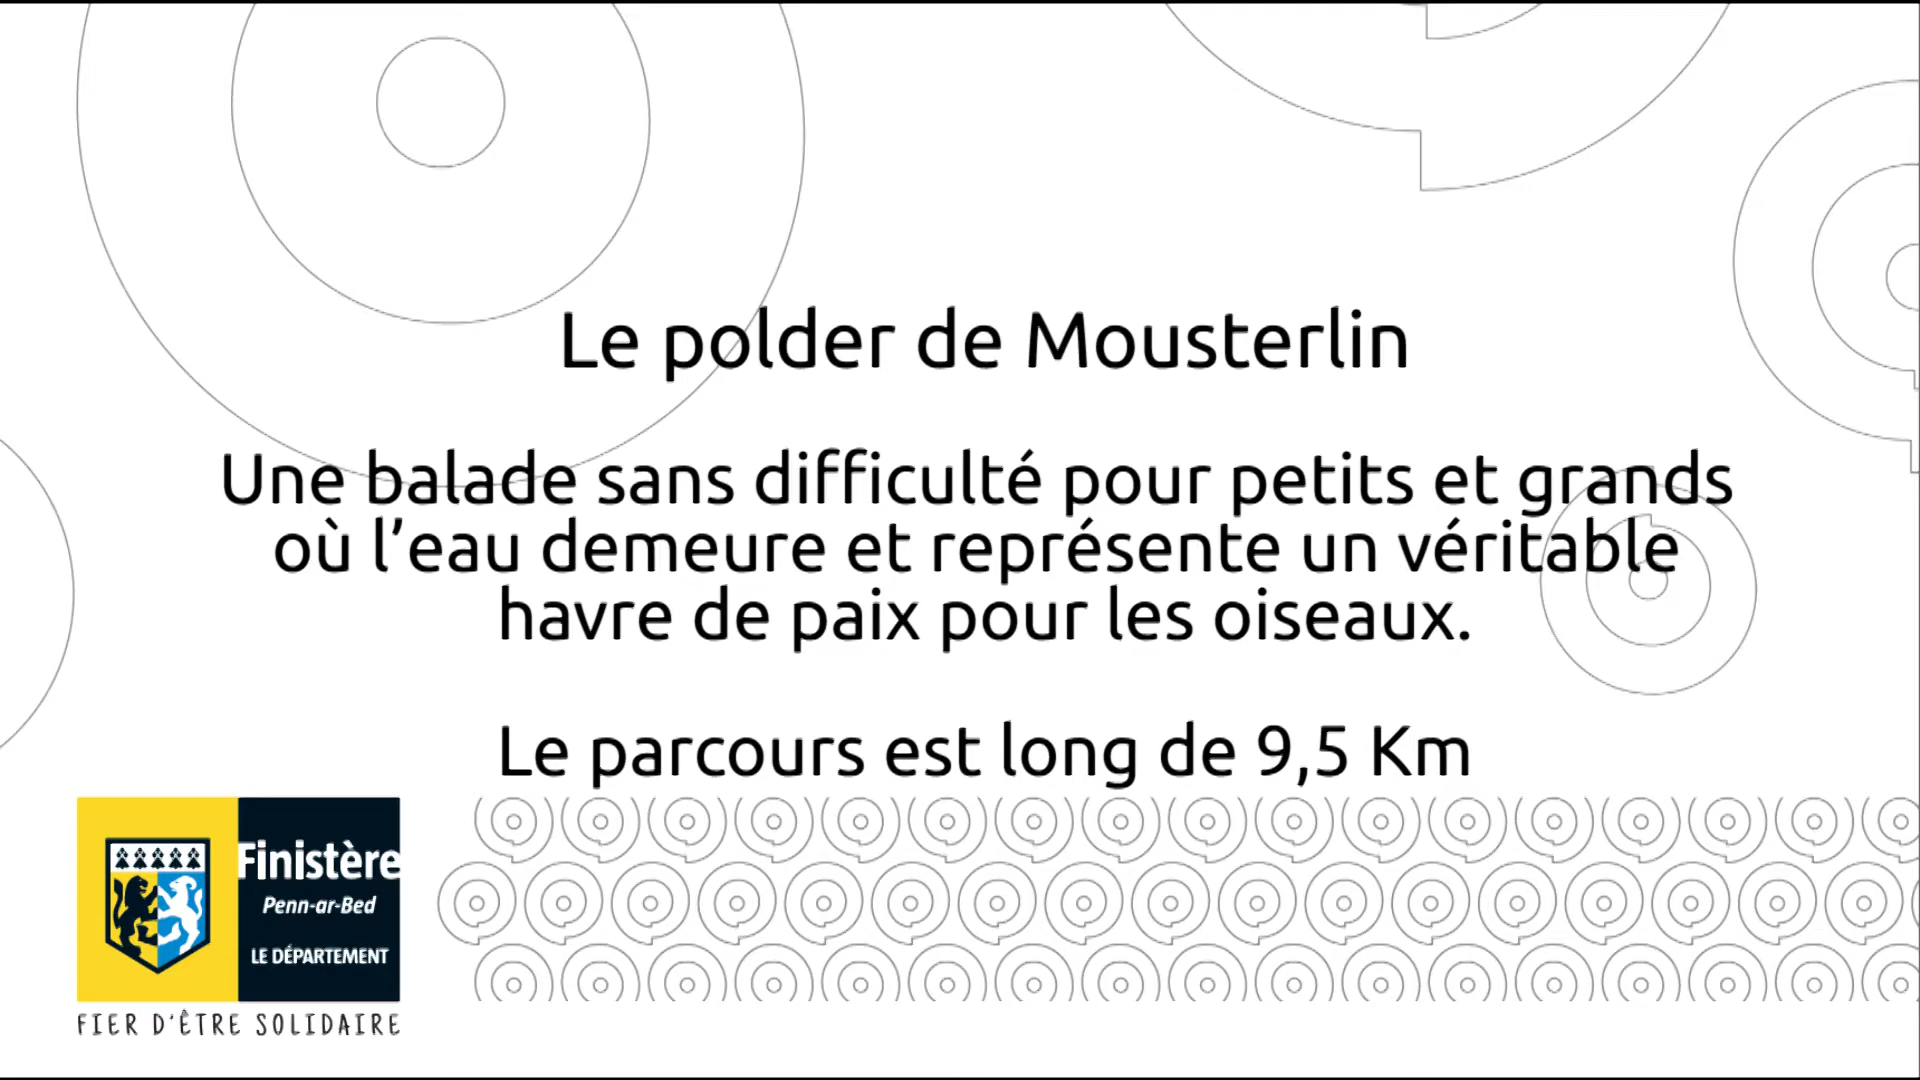 Le polder de Mousterlin
Une balade sans difficulté pour petits et grands
où l’eau demeure et représente un véritable
havre de paix pour les oiseaux.
Le parcours est long de 9,5 Km
Finistère
Penn-ar-Bed
LE DÉPARTEMENT
FIER D'ÊTRE SOLIDAIRE